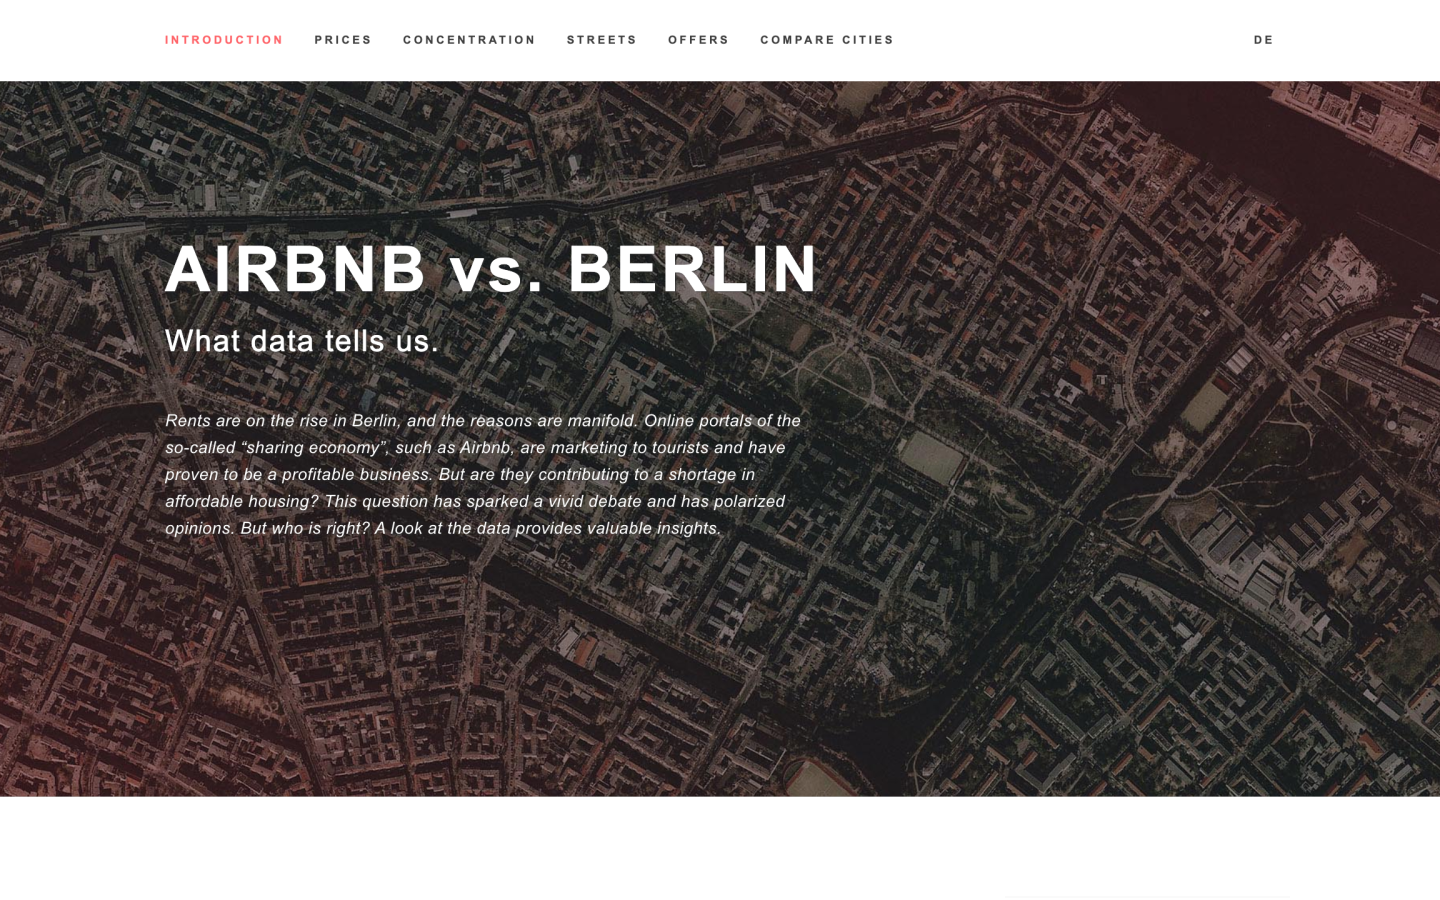 INTRODUCTION PRICES CONCENTRATION STREETS OFFERS COMPARE CITIES DE
AIRBNB vs. BERLIN
What data tells us.
Rents are on the rise in Berlin, and the reasons are manifold. Online portals of the
so-called “sharing economy”, such as Airbnb, are marketing to tourists and have
proven to be a profitable business. But are they contributing to a shortage in
affordable housing? This question has sparked a vivid debate and has polarized
opinions. But who is right? A look at the data provides valuable insights.